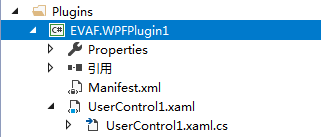 Plugins
C# EVAF.WPFPlugin1
Properties
引用
Manifest.xml
UserControl1.xaml
UserControl1.xaml.cs